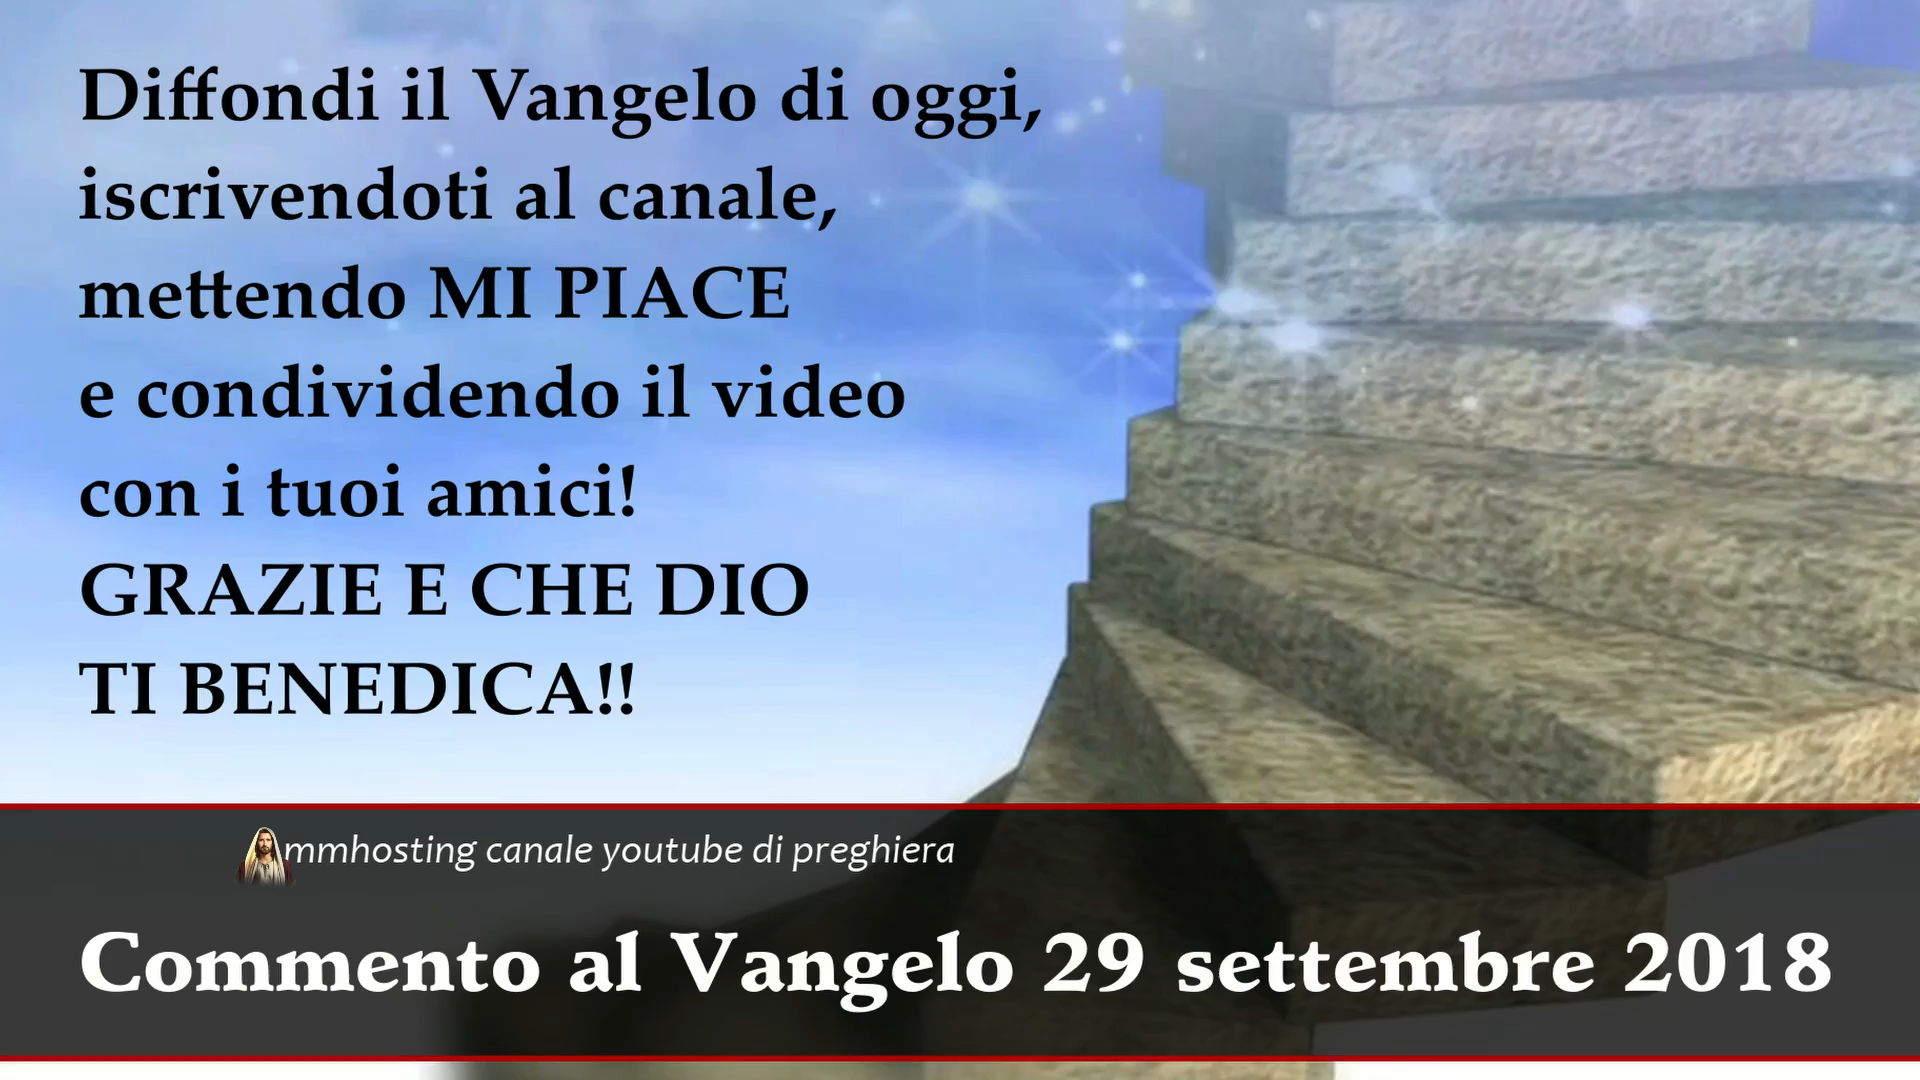 Diffondi il Vangelo di oggi,
iscrivendoti al canale,
mettendo MI PIACE
e condividendo il video
con i tuoi amici!
GRAZIE E CHE DIO
TI BENEDICA!!
mmhosting canale youtube di preghiera
Commento al Vangelo 29 settembre 2018